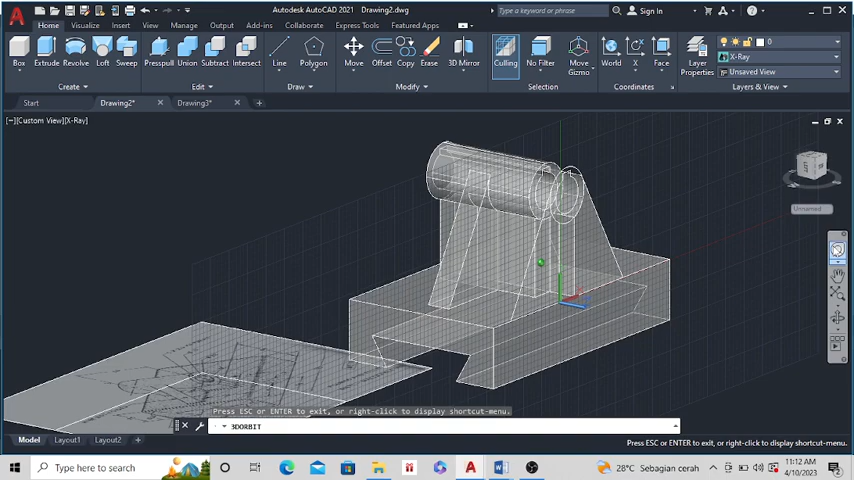 Autodesk AutoCAD 2021 Drawing2.dwg
Type a keyword or phrase
Sign In
Home Visualize Insert View Manage Output Add-ins Express Tools Featured Apps
Box Extrude Revolve Loft Sweep Presspull Union Subtract Intersect Line Polygon Move Offset Copy Erase 3D Mirror Culling No Filter Move Gizmo World X Face Layer Properties
0
X-Ray
Unsaved View
Create Edit Draw Modify Selection Coordinates Layers & View
Start Drawing2* Drawing3*
[−][Custom View][X-Ray]
Unnamed
Press ESC or ENTER to exit, or right-click to display shortcut-menu.
3DORBIT
Model Layout1 Layout2
Press ESC or ENTER to exit, or right-click to display shortcut-menu.
Type here to search
28°C Sebagian cerah
11:12 AM
4/10/2023